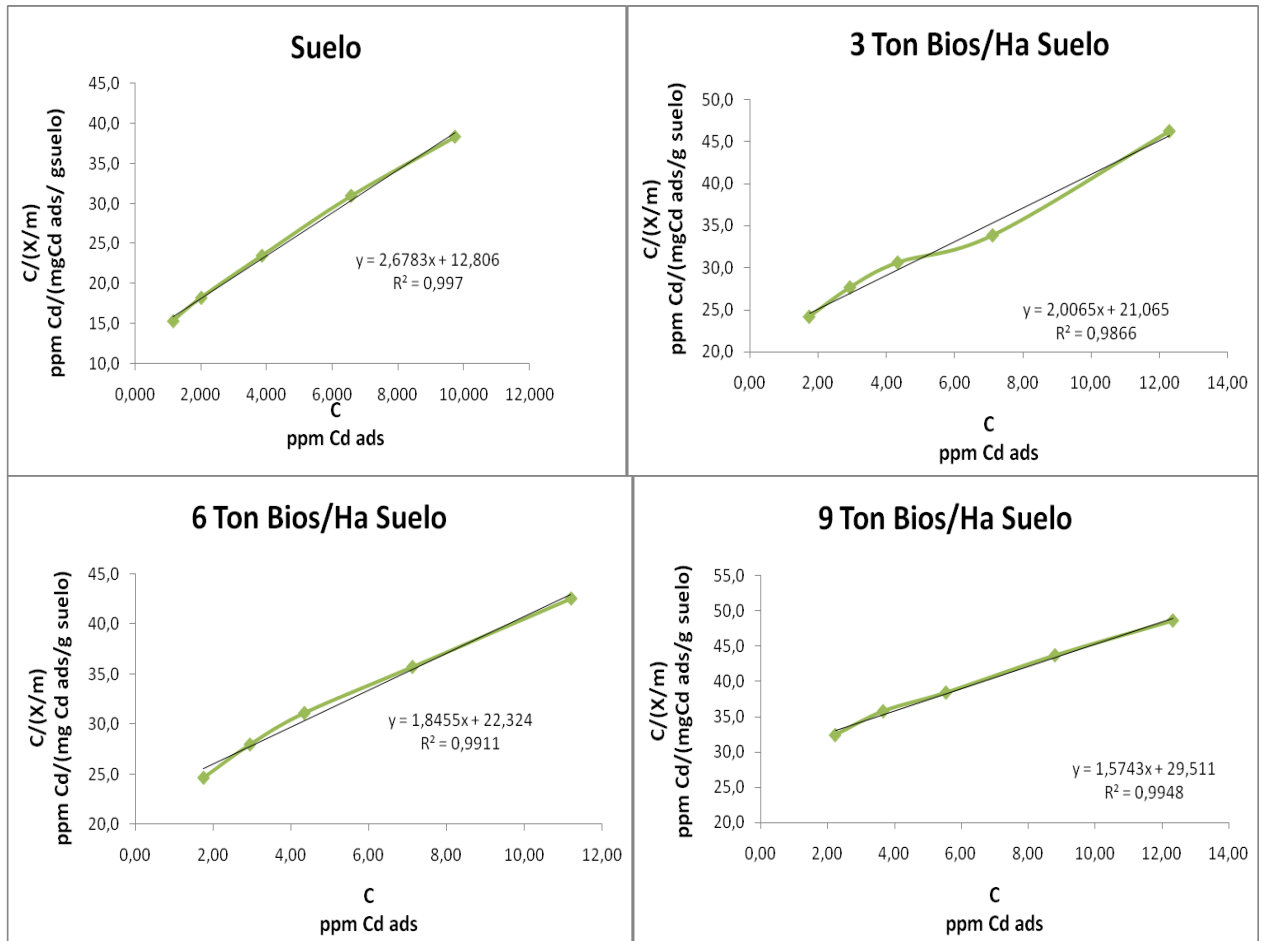 Suelo
C/(X/m)
ppm Cd/(mgCd ads/ gsuelo)
45,0
40,0
35,0
30,0
25,0
20,0
15,0
10,0
y = 2,6783x + 12,806
R² = 0,997
0,000 2,000 4,000 6,000 8,000 10,000 12,000
C
ppm Cd ads
3 Ton Bios/Ha Suelo
C/(X/m)
ppm Cd/(mgCd ads/g suelo)
50,0
45,0
40,0
35,0
30,0
25,0
20,0
y = 2,0065x + 21,065
R² = 0,9866
0,00 2,00 4,00 6,00 8,00 10,00 12,00 14,00
C
ppm Cd ads
6 Ton Bios/Ha Suelo
C/(X/m)
ppm Cd/(mg Cd ads/g suelo)
45,0
40,0
35,0
30,0
25,0
20,0
y = 1,8455x + 22,324
R² = 0,9911
0,00 2,00 4,00 6,00 8,00 10,00 12,00
C
ppm Cd ads
9 Ton Bios/Ha Suelo
C/(X/m)
ppm Cd/(mgCd ads/g suelo)
55,0
50,0
45,0
40,0
35,0
30,0
25,0
20,0
y = 1,5743x + 29,511
R² = 0,9948
0,00 2,00 4,00 6,00 8,00 10,00 12,00 14,00
C
ppm Cd ads